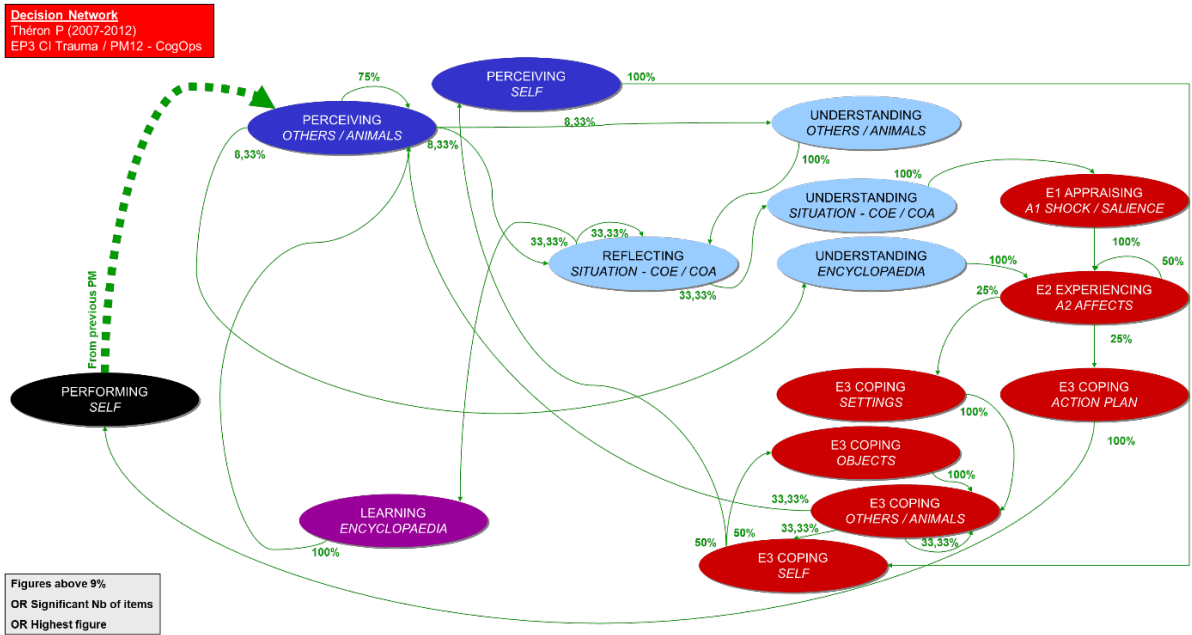 Decision Network
Théron P (2007-2012)
EP3 CI Trauma / PM12 - CogOps
75%
PERCEIVING
SELF
100%
PERCEIVING
OTHERS / ANIMALS
8,33%
8,33%
8,33%
UNDERSTANDING
OTHERS / ANIMALS
100%
100%
UNDERSTANDING
SITUATION - COE / COA
E1 APPRAISING
A1 SHOCK / SALIENCE
100%
33,33%
33,33%
REFLECTING
SITUATION - COE / COA
33,33%
UNDERSTANDING
ENCYCLOPAEDIA
100%
50%
E2 EXPERIENCING
A2 AFFECTS
25%
25%
From previous PM
PERFORMING
SELF
E3 COPING
SETTINGS
100%
E3 COPING
ACTION PLAN
100%
E3 COPING
OBJECTS
100%
33,33%
E3 COPING
OTHERS / ANIMALS
33,33%
33,33%
LEARNING
ENCYCLOPAEDIA
100%
50%
50%
E3 COPING
SELF
Figures above 9%
OR Significant Nb of items
OR Highest figure